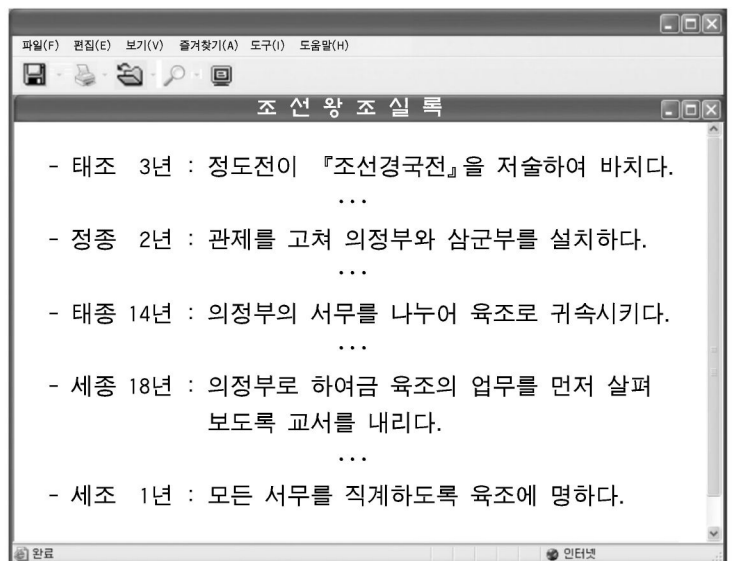 파일(F) 편집(E) 보기(V) 즐겨찾기(A) 도구(I) 도움말(H)
조 선 왕 조 실 록
- 태조 3년 : 정도전이 『조선경국전』을 저술하여 바치다.
...
- 정종 2년 : 관제를 고쳐 의정부와 삼군부를 설치하다.
...
- 태종 14년 : 의정부의 서무를 나누어 육조로 귀속시키다.
...
- 세종 18년 : 의정부로 하여금 육조의 업무를 먼저 살펴
보도록 교서를 내리다.
...
- 세조 1년 : 모든 서무를 직계하도록 육조에 명하다.
완료 인터넷